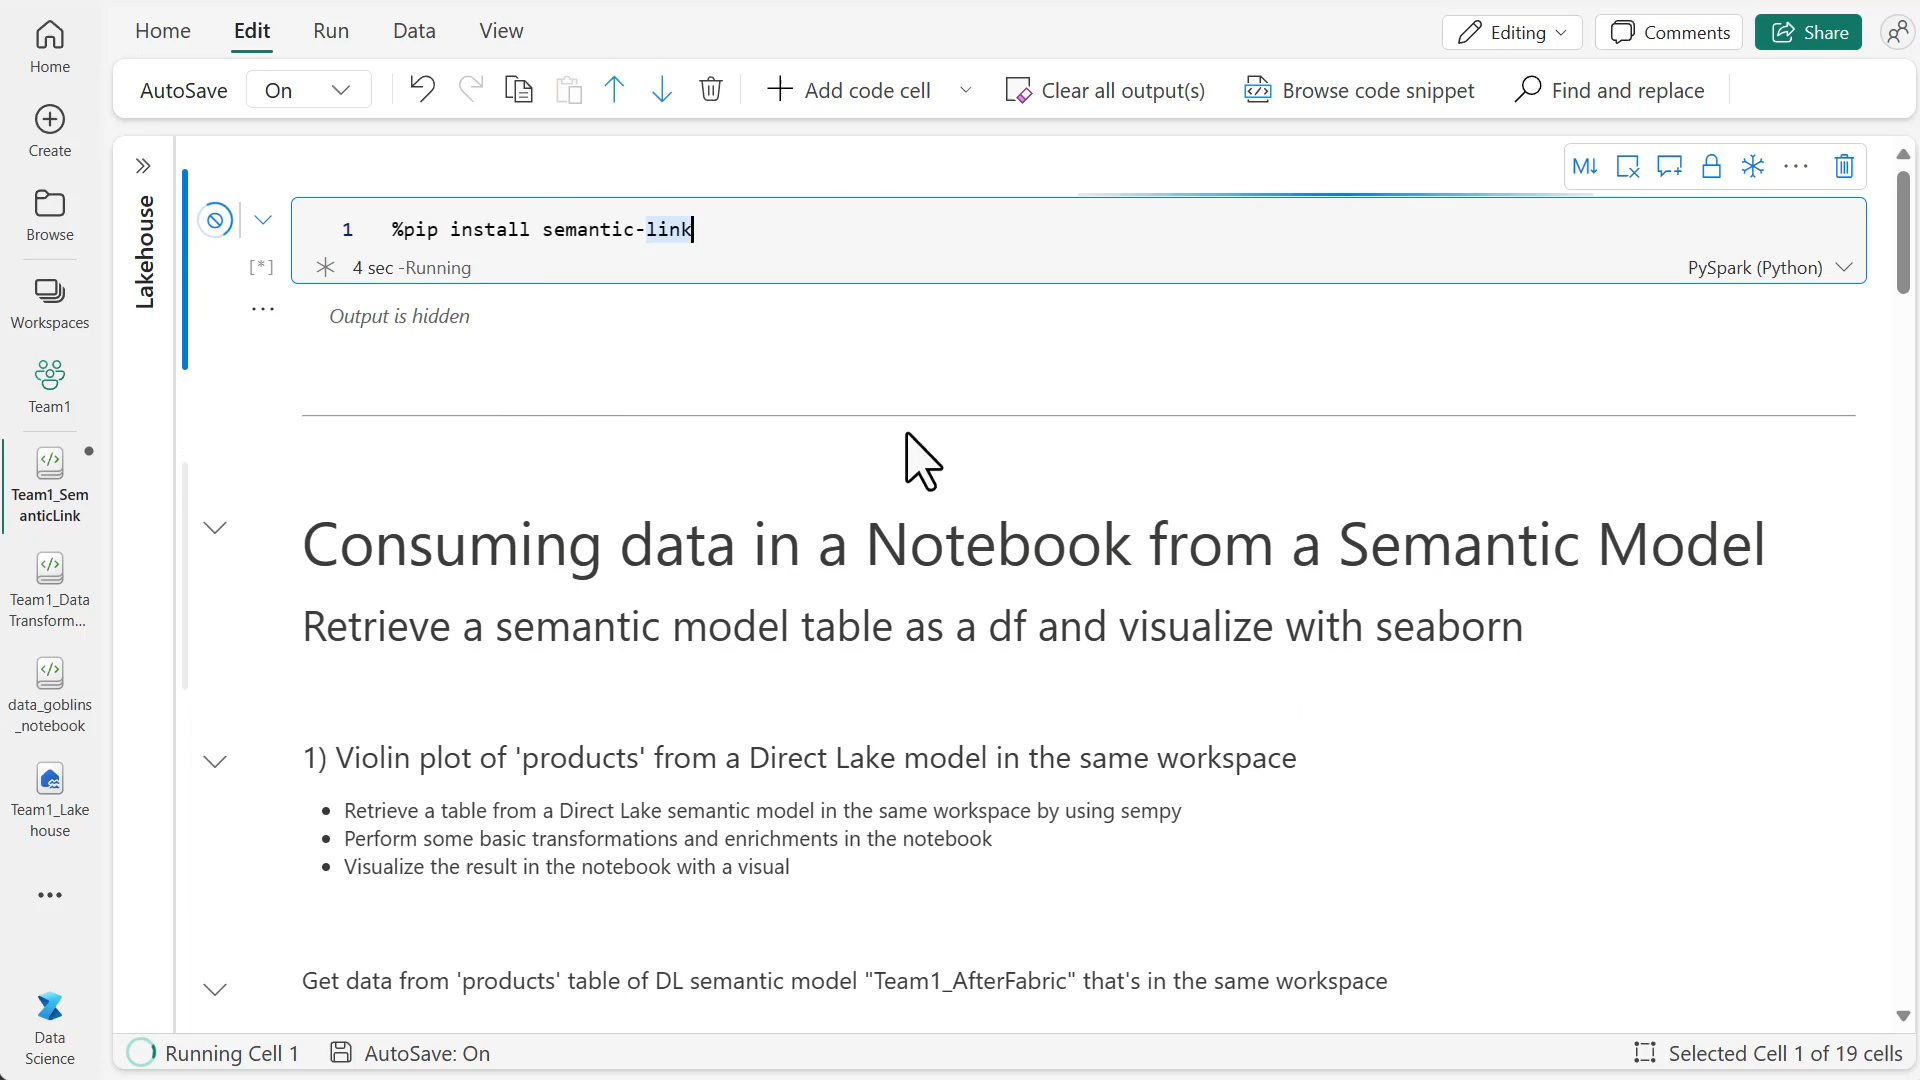 Home
Edit
Run
Data
View
Editing
Comments
Share
AutoSave
On
Add code cell
Clear all output(s)
Browse code snippet
Find and replace
Home
Create
Browse
Workspaces
Team1
Team1_Sem
anticLink
Team1_Data
Transform...
data_goblins
_notebook
Team1_Lake
house
Data
Science
Lakehouse
M↓
1 %pip install semantic-link
[*]
4 sec -Running
PySpark (Python)
Output is hidden
Consuming data in a Notebook from a Semantic Model
Retrieve a semantic model table as a df and visualize with seaborn
1) Violin plot of 'products' from a Direct Lake model in the same workspace
• Retrieve a table from a Direct Lake semantic model in the same workspace by using sempy
• Perform some basic transformations and enrichments in the notebook
• Visualize the result in the notebook with a visual
Get data from 'products' table of DL semantic model "Team1_AfterFabric" that's in the same workspace
Running Cell 1
AutoSave: On
Selected Cell 1 of 19 cells